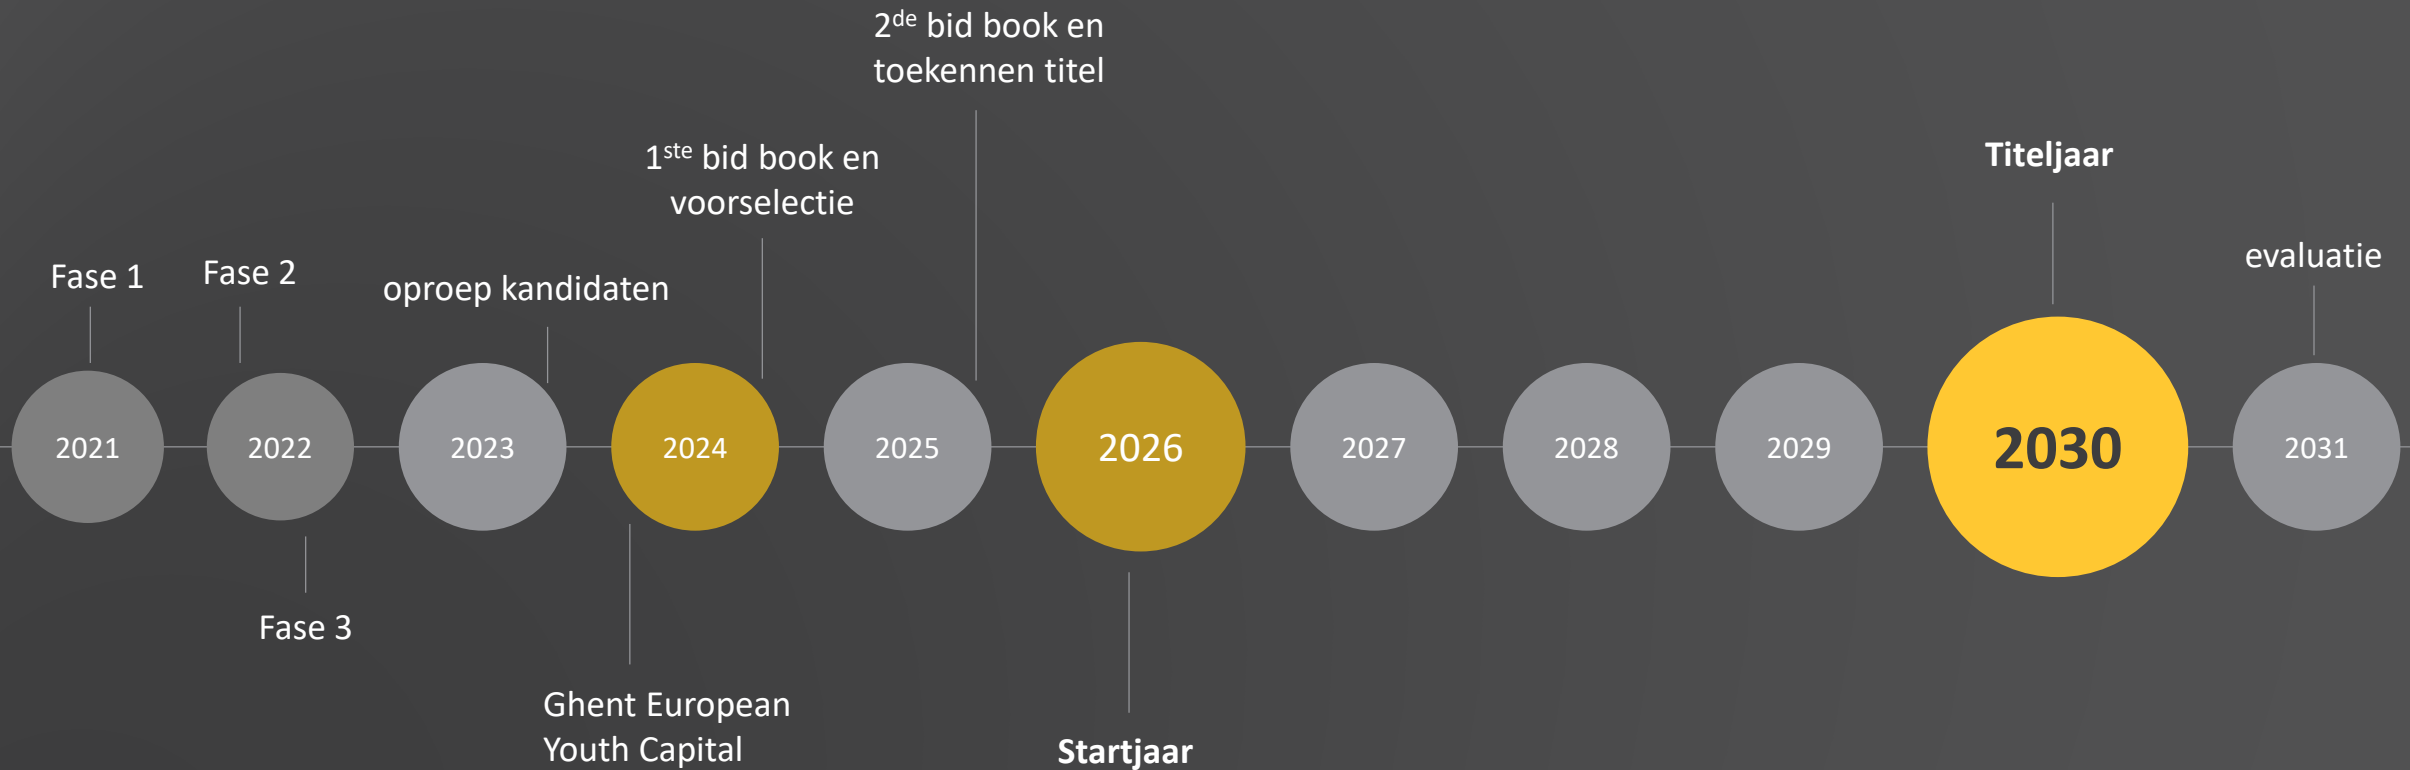 2de bid book en
toekennen titel
1ste bid book en
voorselectie
Titeljaar
Fase 1
Fase 2
oproep kandidaten
evaluatie
2021
2022
2023
2024
2025
2026
2027
2028
2029
2030
2031
Fase 3
Ghent European
Youth Capital
Startjaar